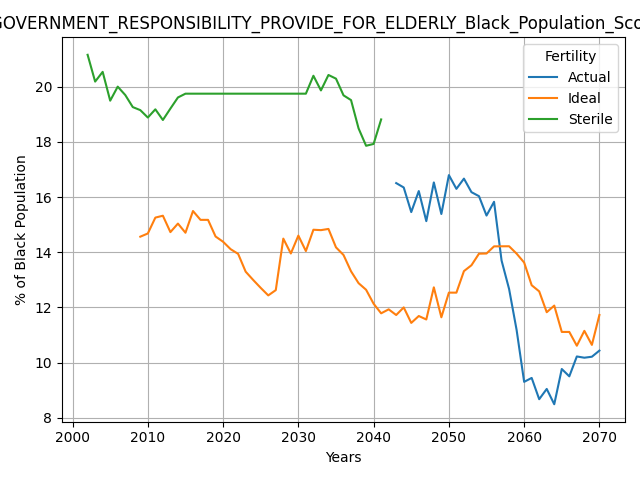 GOVERNMENT_RESPONSIBILITY_PROVIDE_FOR_ELDERLY_Black_Population_Sco
Fertility
Actual
Ideal
Sterile
20
18
16
14
12
10
8
% of Black Population
2000
2010
2020
2030
2040
2050
2060
2070
Years